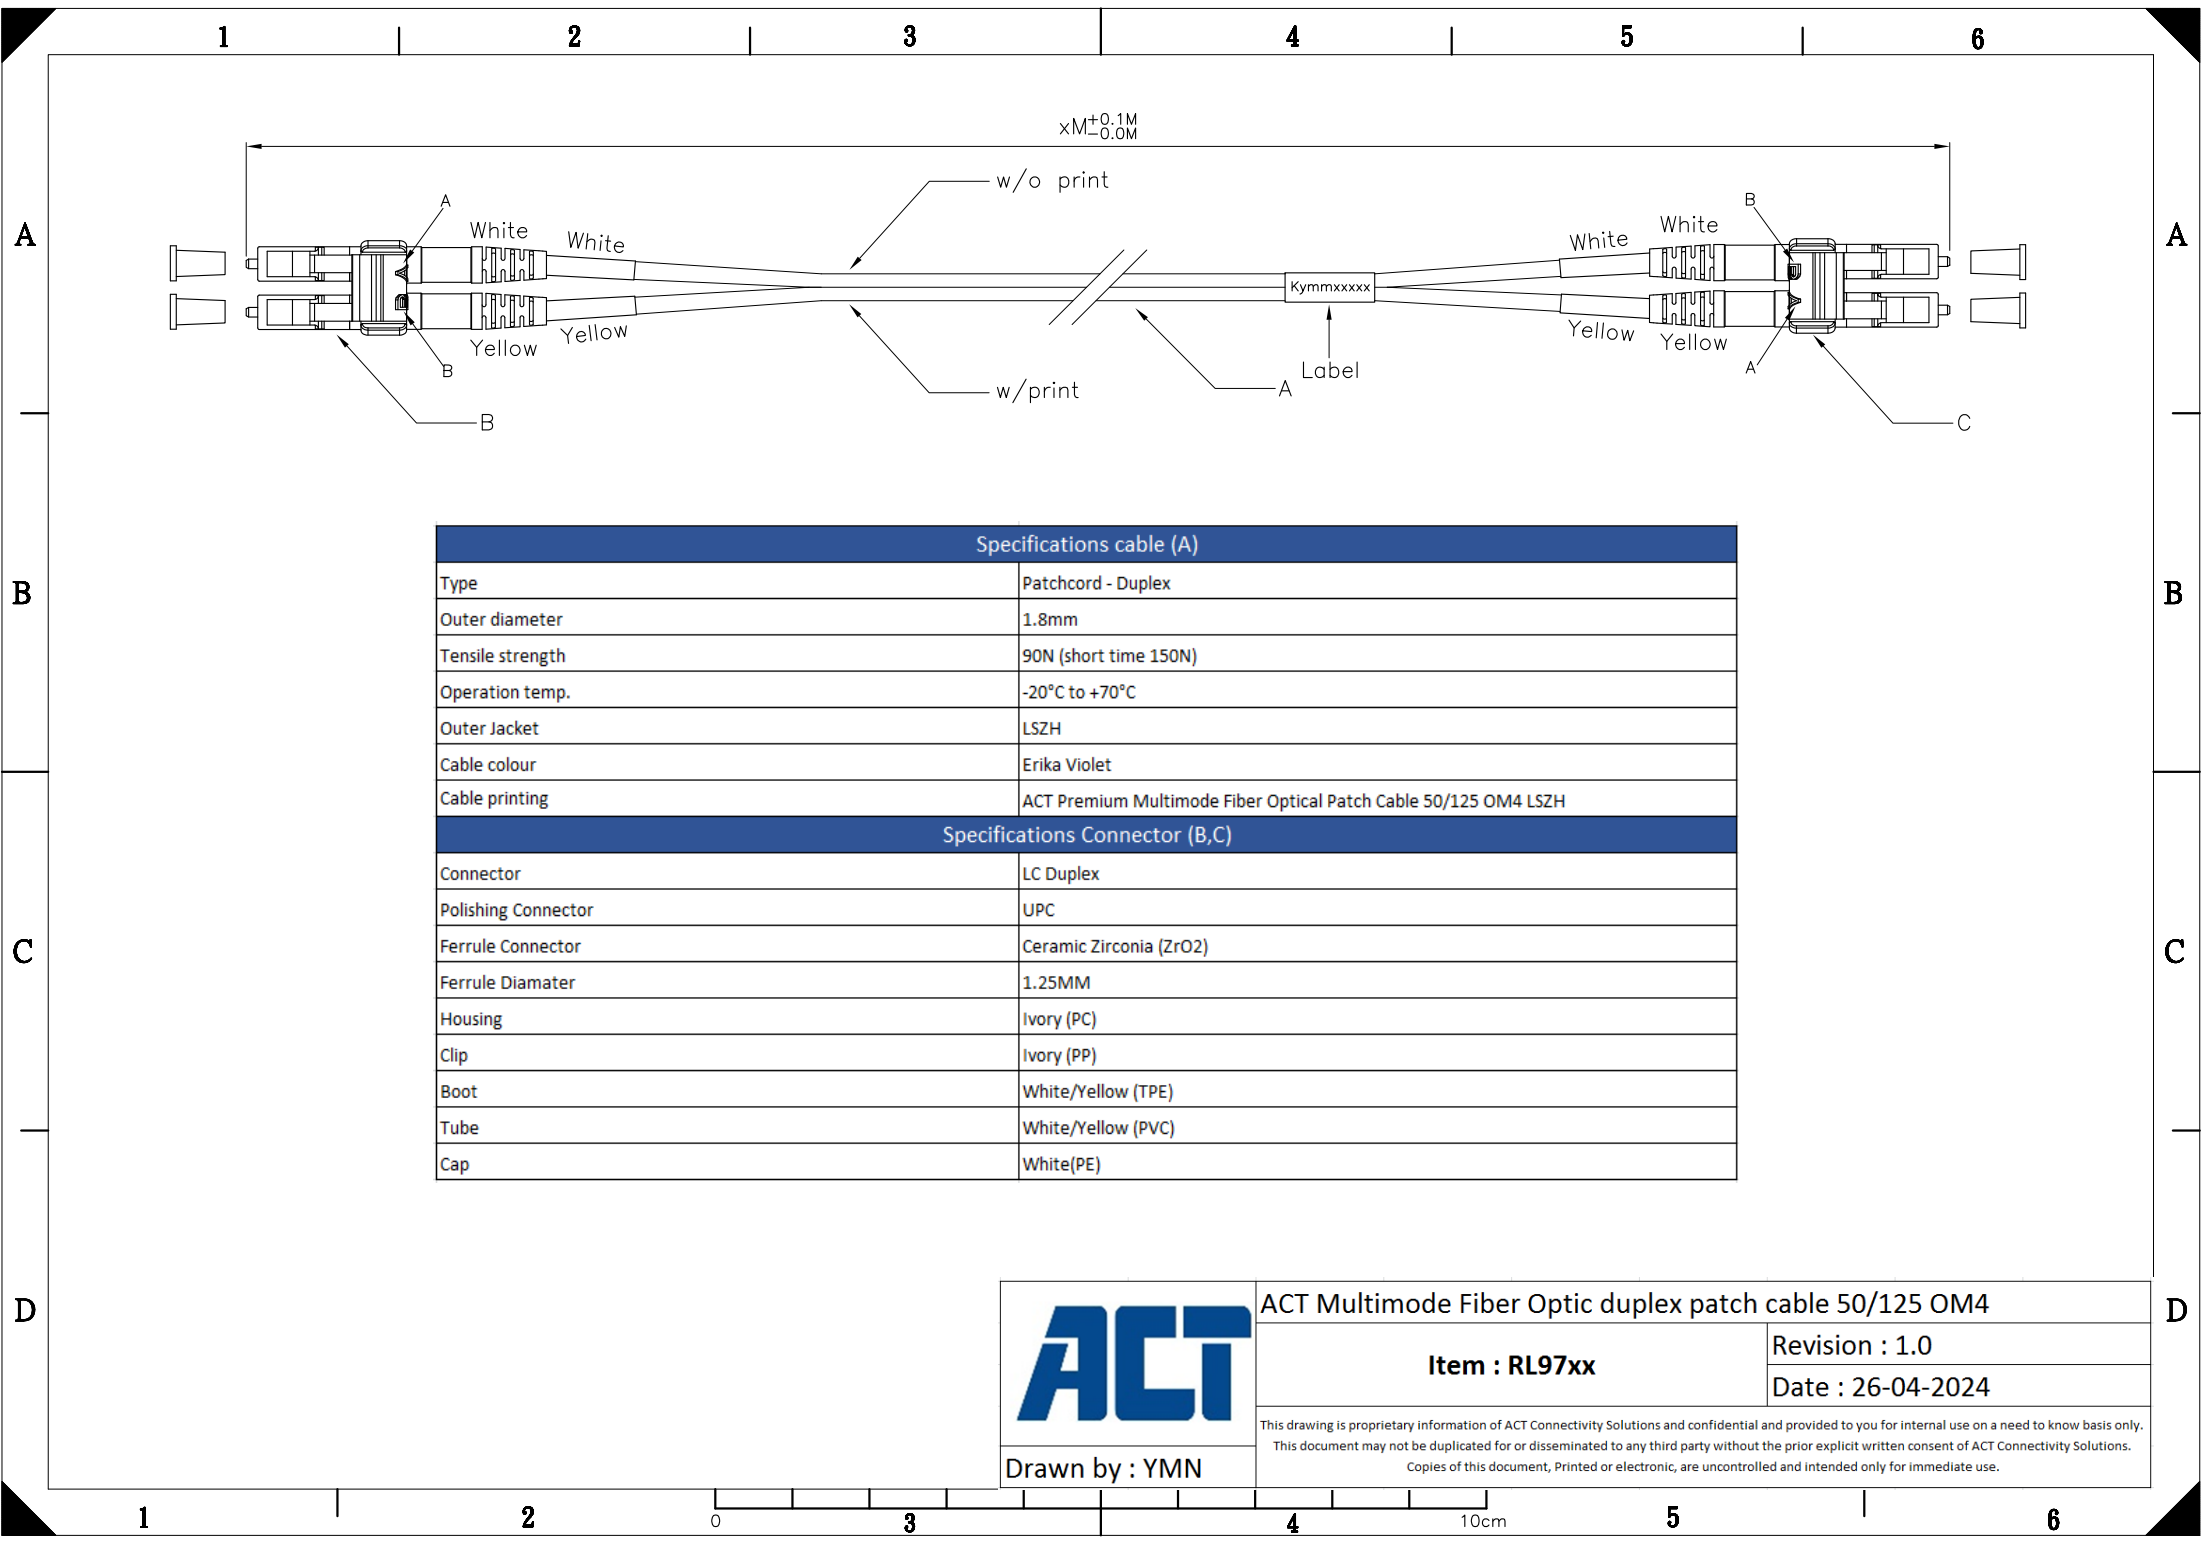 1 2 3 4 5 6
xM+0.1M
-0.0M
w/o print
A
White
White
B
White
White
A
A
Kymmxxxxx
A
B
A
B
Yellow
Yellow
Yellow
Yellow
B
A
Label
w/print
A
B
C
Specifications cable (A)
Type Patchcord - Duplex
Outer diameter 1.8mm
Tensile strength 90N (short time 150N)
Operation temp. -20°C to +70°C
Outer Jacket LSZH
Cable colour Erika Violet
Cable printing ACT Premium Multimode Fiber Optical Patch Cable 50/125 OM4 LSZH
Specifications Connector (B,C)
Connector LC Duplex
Polishing Connector UPC
Ferrule Connector Ceramic Zirconia (ZrO2)
Ferrule Diamater 1.25MM
Housing Ivory (PC)
Clip Ivory (PP)
Boot White/Yellow (TPE)
Tube White/Yellow (PVC)
Cap White(PE)
B B
C C
D D
ACT
ACT Multimode Fiber Optic duplex patch cable 50/125 OM4
Item : RL97xx
Revision : 1.0
Date : 26-04-2024
This drawing is proprietary information of ACT Connectivity Solutions and confidential and provided to you for internal use on a need to know basis only.
This document may not be duplicated for or disseminated to any third party without the prior explicit written consent of ACT Connectivity Solutions.
Copies of this document, Printed or electronic, are uncontrolled and intended only for immediate use.
Drawn by : YMN
0 10cm
1 2 3 4 5 6